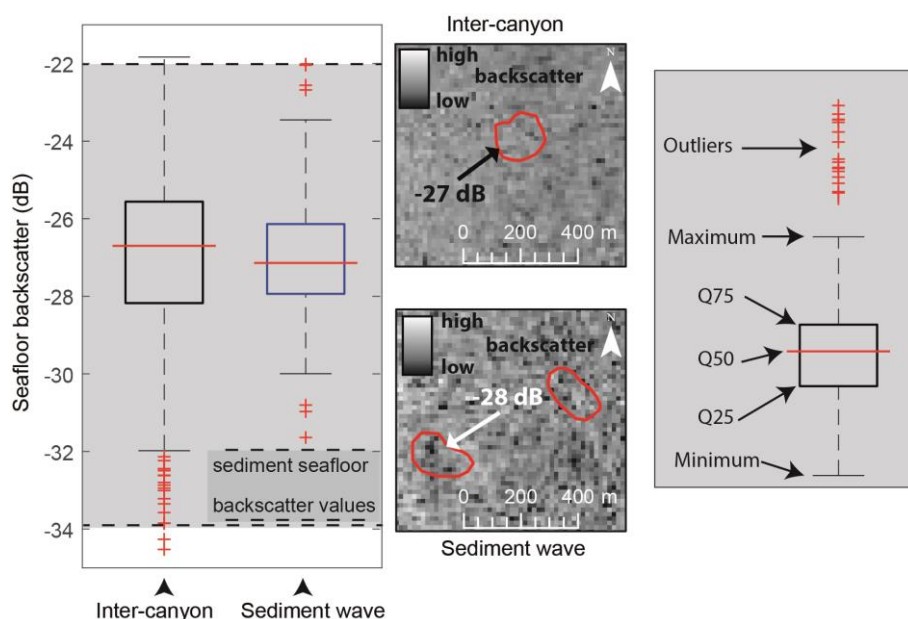 Seafloor backscatter (dB)
-22
-24
-26
-28
-30
-32
-34
sediment seafloor
backscatter values
Inter-canyon
Sediment wave
Inter-canyon
high
low
backscatter
N
-27 dB
0 200 400 m
high
low
backscatter
N
-28 dB
0 200 400 m
Sediment wave
Outliers
Maximum
Q75
Q50
Q25
Minimum